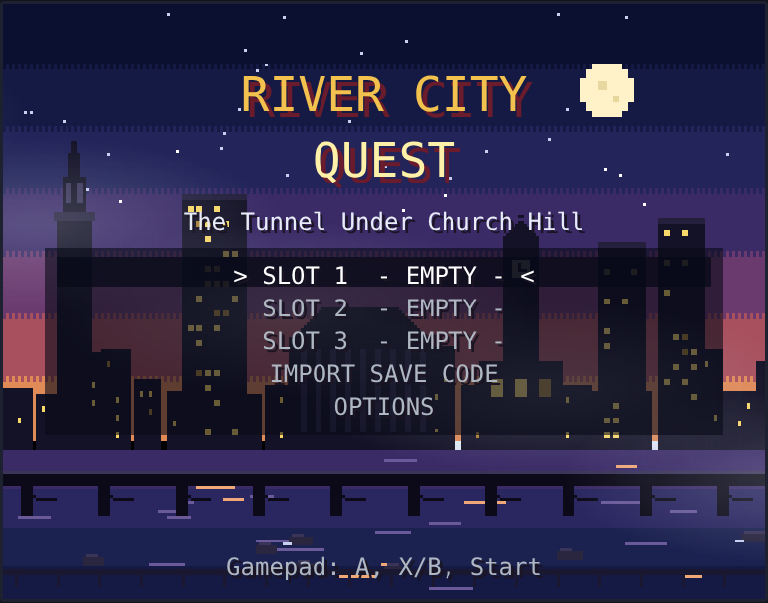 RIVER CITY
QUEST
The Tunnel Under Church Hill
> SLOT 1 - EMPTY - <
SLOT 2 - EMPTY -
SLOT 3 - EMPTY -
IMPORT SAVE CODE
OPTIONS
Gamepad: A, X/B, Start